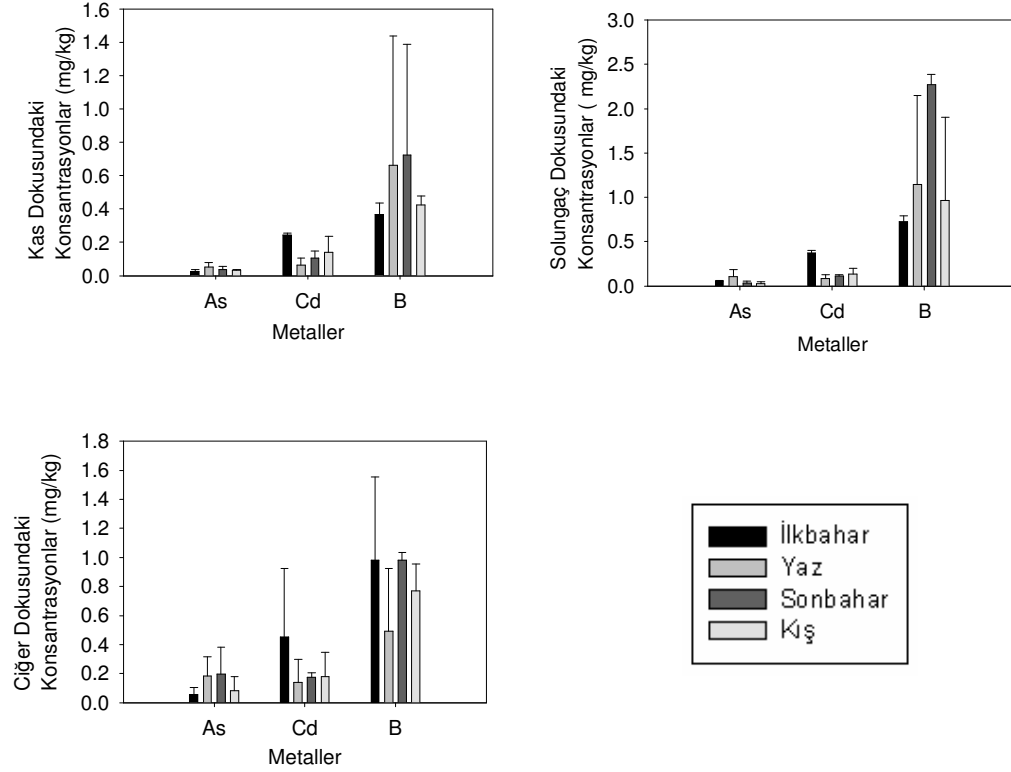 Kas Dokusundaki
Konsantrasyonlar (mg/kg)
1.6
1.4
1.2
1.0
0.8
0.6
0.4
0.2
0.0
As Cd B
Metaller
Solungaç Dokusundaki
Konsantrasyonlar ( mg/kg)
3.0
2.5
2.0
1.5
1.0
0.5
0.0
As Cd B
Metaller
Ciğer Dokusundaki
Konsantrasyonlar (mg/kg)
1.8
1.6
1.4
1.2
1.0
0.8
0.6
0.4
0.2
0.0
As Cd B
Metaller
İlkbahar
Yaz
Sonbahar
Kış